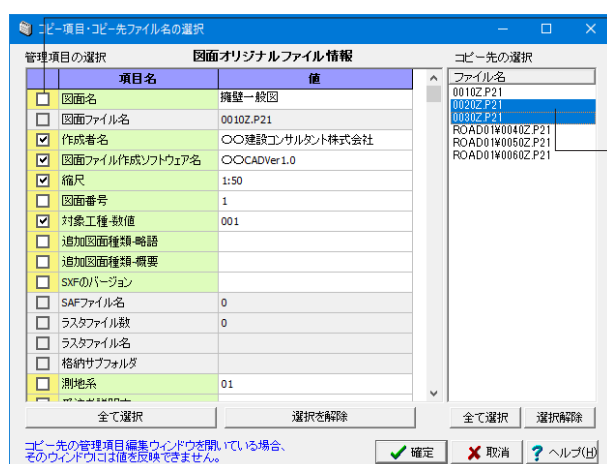 コピー項目・コピー先ファイル名の選択
管理項目の選択 図面オリジナルファイル情報 コピー先の選択
項目名 値
図面名 擁壁一般図
図面ファイル名 0010Z.P21
作成者名 〇〇建設コンサルタント株式会社
図面ファイル作成ソフトウェア名 〇〇CADVer1.0
縮尺 1:50
図面番号 1
対象工種-数値 001
追加図面種類-略語
追加図面種類-概要
SXFのバージョン
SAFファイル名 0
ラスタファイル数 0
ラスタファイル名
格納サブフォルダ
測地系 01
ファイル名
0010Z.P21
0020Z.P21
0030Z.P21
ROAD01¥0040Z.P21
ROAD01¥0050Z.P21
ROAD01¥0060Z.P21
全て選択 選択を解除 全て選択 選択解除
コピー先の管理項目編集ウィンドウを開いている場合、
そのウィンドウには値を反映できません。
確定 取消 ヘルプ(H)